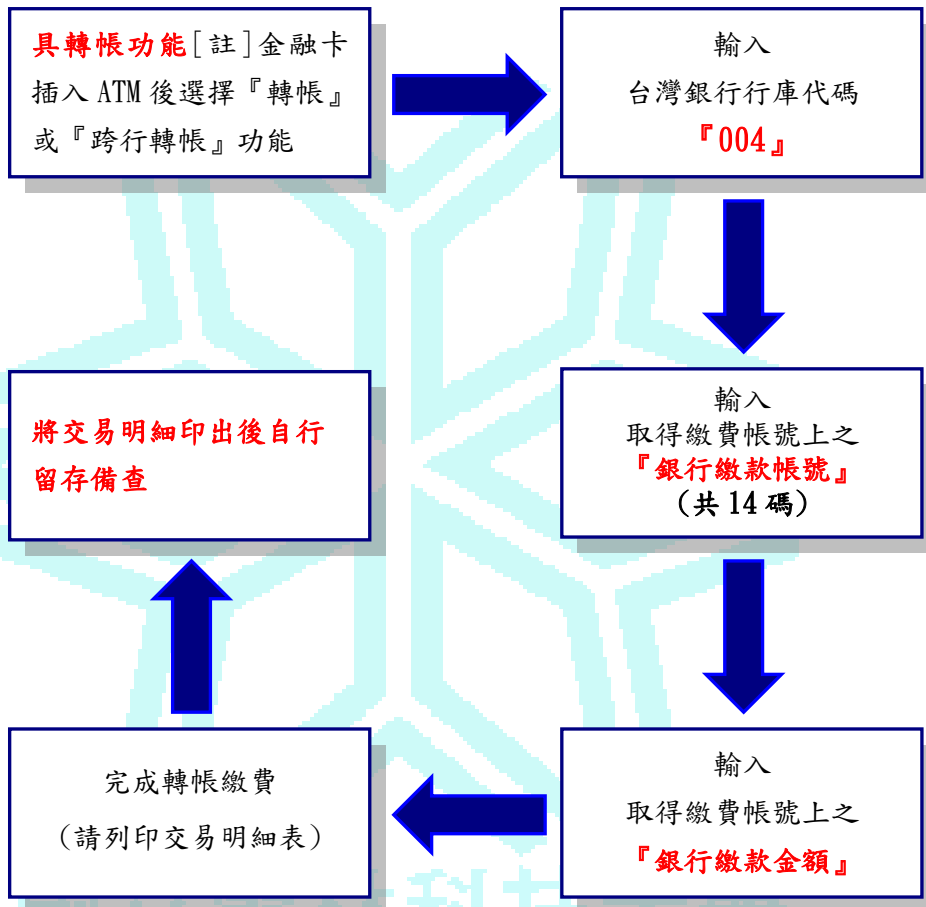 具轉帳功能[註]金融卡
插入 ATM 後選擇『轉帳』
或『跨行轉帳』功能
輸入
台灣銀行行庫代碼
『004』
輸入
取得繳費帳號上之
『銀行繳款帳號』
(共 14 碼)
輸入
取得繳費帳號上之
『銀行繳款金額』
完成轉帳繳費
(請列印交易明細表)
將交易明細印出後自行
留存備查